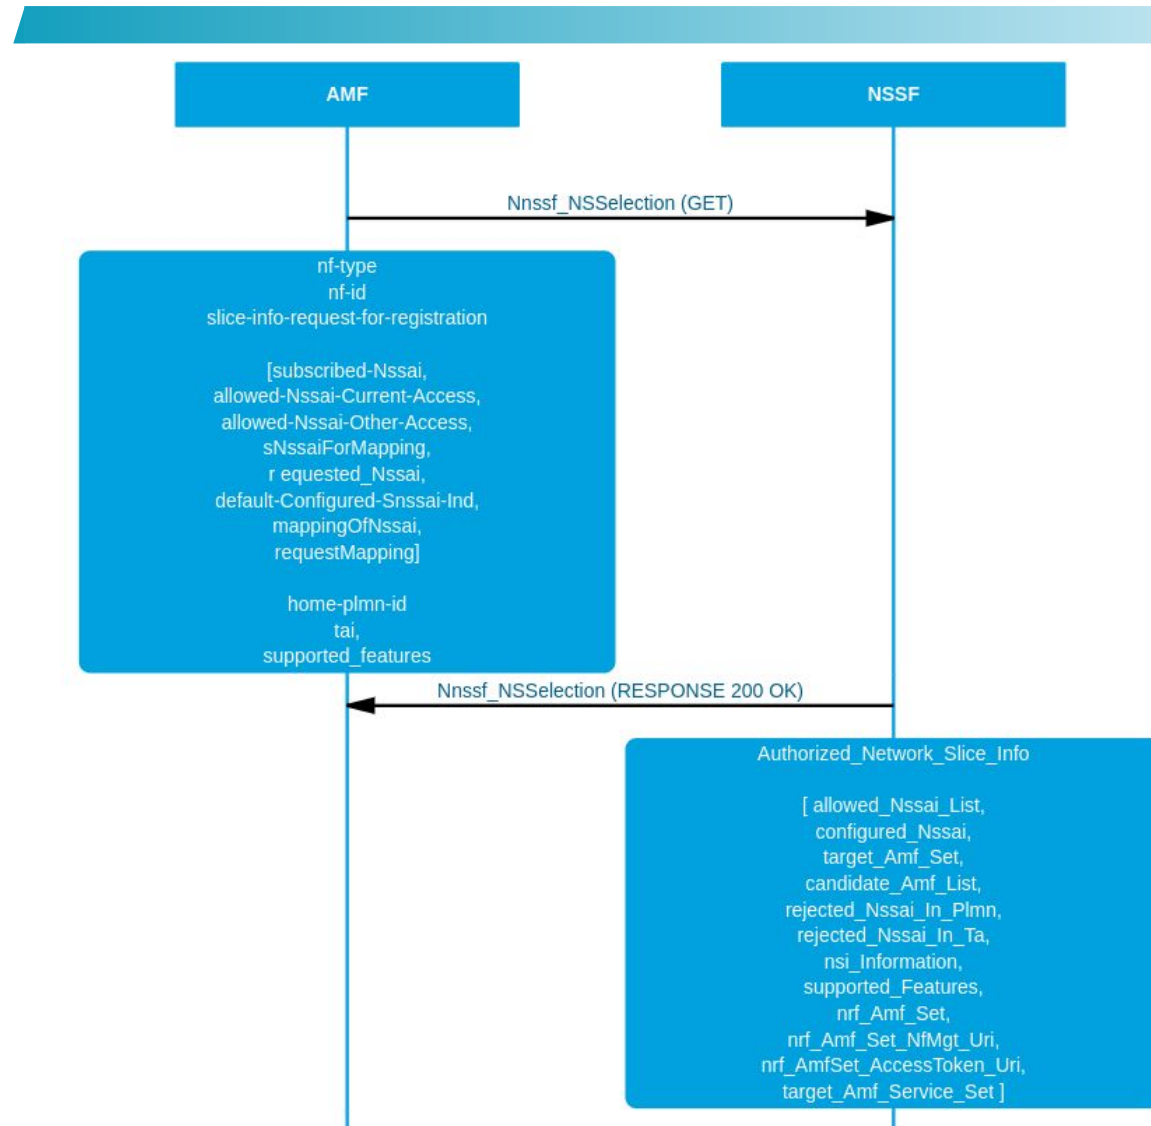 AMF
NSSF
Nnssf_NSSelection (GET)
nf-type
nf-id
slice-info-request-for-registration
[subscribed-Nssai,
allowed-Nssai-Current-Access,
allowed-Nssai-Other-Access,
sNssaiForMapping,
r equested_Nssai,
default-Configured-Snssai-Ind,
mappingOfNssai,
requestMapping]
home-plmn-id
tai,
supported_features
Nnssf_NSSelection (RESPONSE 200 OK)
Authorized_Network_Slice_Info
[ allowed_Nssai_List,
configured_Nssai,
target_Amf_Set,
candidate_Amf_List,
rejected_Nssai_In_Plmn,
rejected_Nssai_In_Ta,
nsi_Information,
supported_Features,
nrf_Amf_Set,
nrf_Amf_Set_NfMgt_Uri,
nrf_AmfSet_AccessToken_Uri,
target_Amf_Service_Set ]